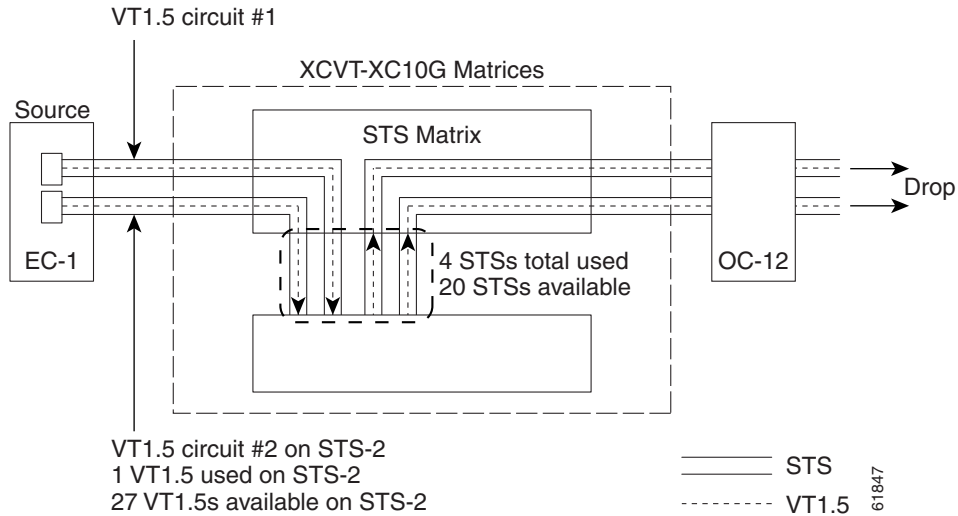 VT1.5 circuit #1
XCVT-XC10G Matrices
Source
STS Matrix
Drop
EC-1
4 STSs total used
20 STSs available
OC-12
VT1.5 circuit #2 on STS-2
1 VT1.5 used on STS-2
27 VT1.5s available on STS-2
STS
VT1.5
61847